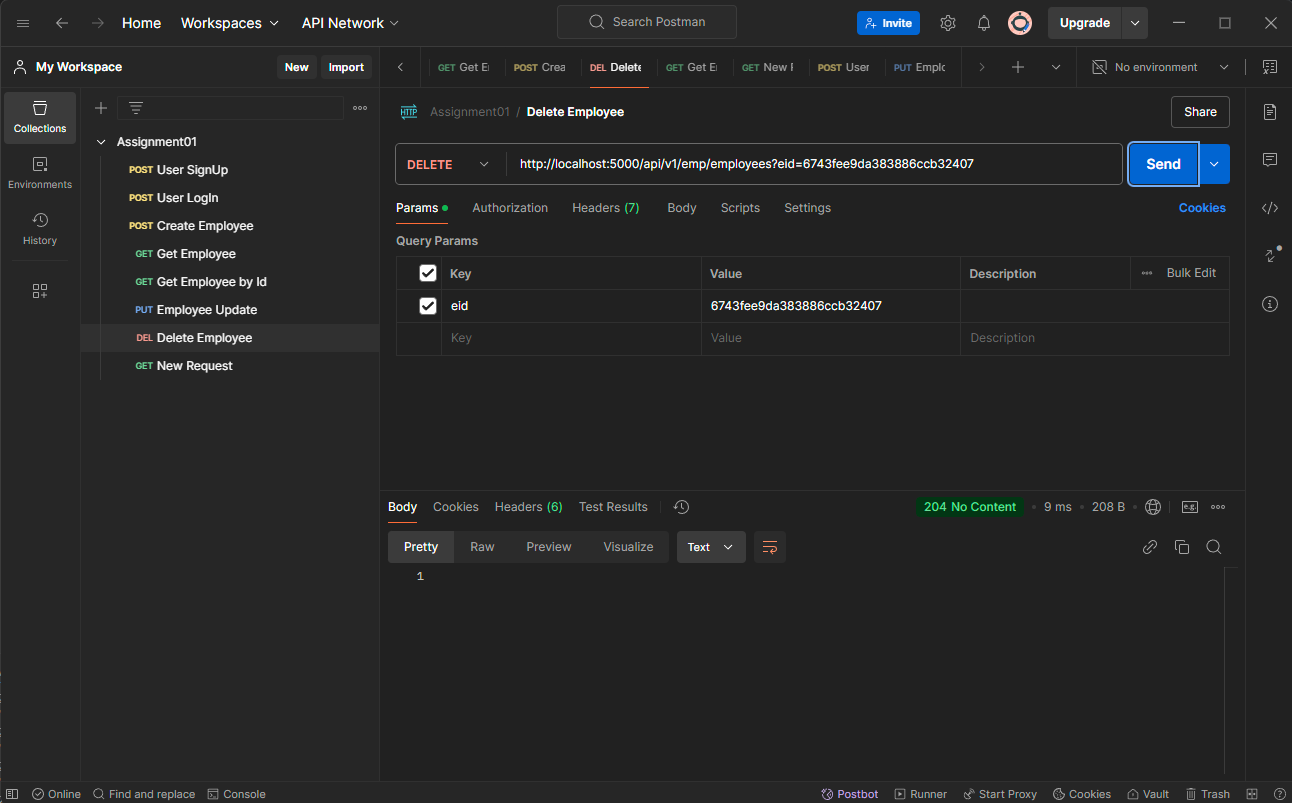 Home Workspaces API Network Search Postman Invite Upgrade
My Workspace New Import GET Get E POST Crea DEL Delete GET Get E GET New POST User PUT Emplo No environment
Collections
Environments
History
Assignment01
POST User SignUp
POST User LogIn
POST Create Employee
GET Get Employee
GET Get Employee by Id
PUT Employee Update
DEL Delete Employee
GET New Request
HTTP Assignment01 / Delete Employee Share
DELETE http://localhost:5000/api/v1/emp/employees?eid=6743fee9da383886ccb32407 Send
Params Authorization Headers (7) Body Scripts Settings Cookies
Query Params
Key Value Description Bulk Edit
eid 6743fee9da383886ccb32407
Key Value Description
Body Cookies Headers (6) Test Results 204 No Content 9 ms 208 B e.g.
Pretty Raw Preview Visualize Text
1
Online Find and replace Console Postbot Runner Start Proxy Cookies Vault Trash